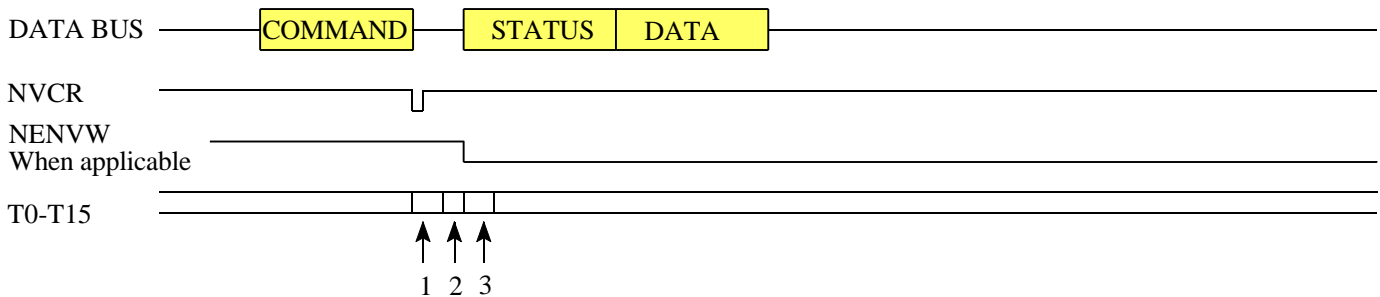 DATA BUS COMMAND STATUS DATA
NVCR
NENVW
When applicable
T0-T15
1 2 3